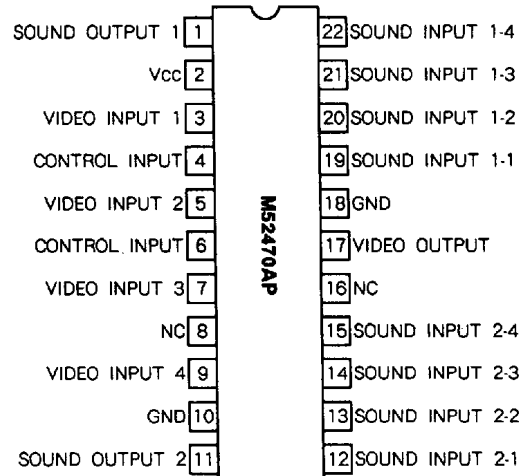 SOUND OUTPUT 1 1 22 SOUND INPUT 1-4
Vcc 2 21 SOUND INPUT 1-3
VIDEO INPUT 1 3 20 SOUND INPUT 1-2
CONTROL INPUT 4 19 SOUND INPUT 1-1
VIDEO INPUT 2 5 18 GND
CONTROL INPUT 6 17 VIDEO OUTPUT
VIDEO INPUT 3 7 16 NC
NC 8 15 SOUND INPUT 2-4
VIDEO INPUT 4 9 14 SOUND INPUT 2-3
GND 10 13 SOUND INPUT 2-2
SOUND OUTPUT 2 11 12 SOUND INPUT 2-1
M52470AP